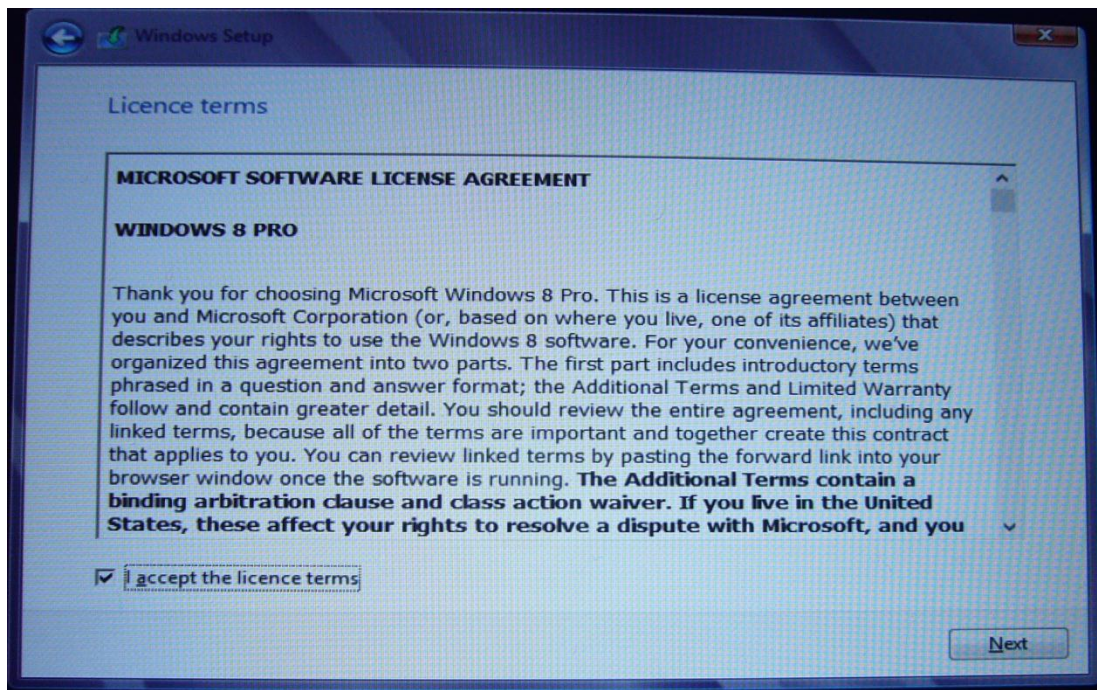 Windows Setup
Licence terms
MICROSOFT SOFTWARE LICENSE AGREEMENT
WINDOWS 8 PRO
Thank you for choosing Microsoft Windows 8 Pro. This is a license agreement between
you and Microsoft Corporation (or, based on where you live, one of its affiliates) that
describes your rights to use the Windows 8 software. For your convenience, we've
organized this agreement into two parts. The first part includes introductory terms
phrased in a question and answer format; the Additional Terms and Limited Warranty
follow and contain greater detail. You should review the entire agreement, including any
linked terms, because all of the terms are important and together create this contract
that applies to you. You can review linked terms by pasting the forward link into your
browser window once the software is running. The Additional Terms contain a
binding arbitration clause and class action waiver. If you live in the United
States, these affect your rights to resolve a dispute with Microsoft, and you
I accept the licence terms
Next